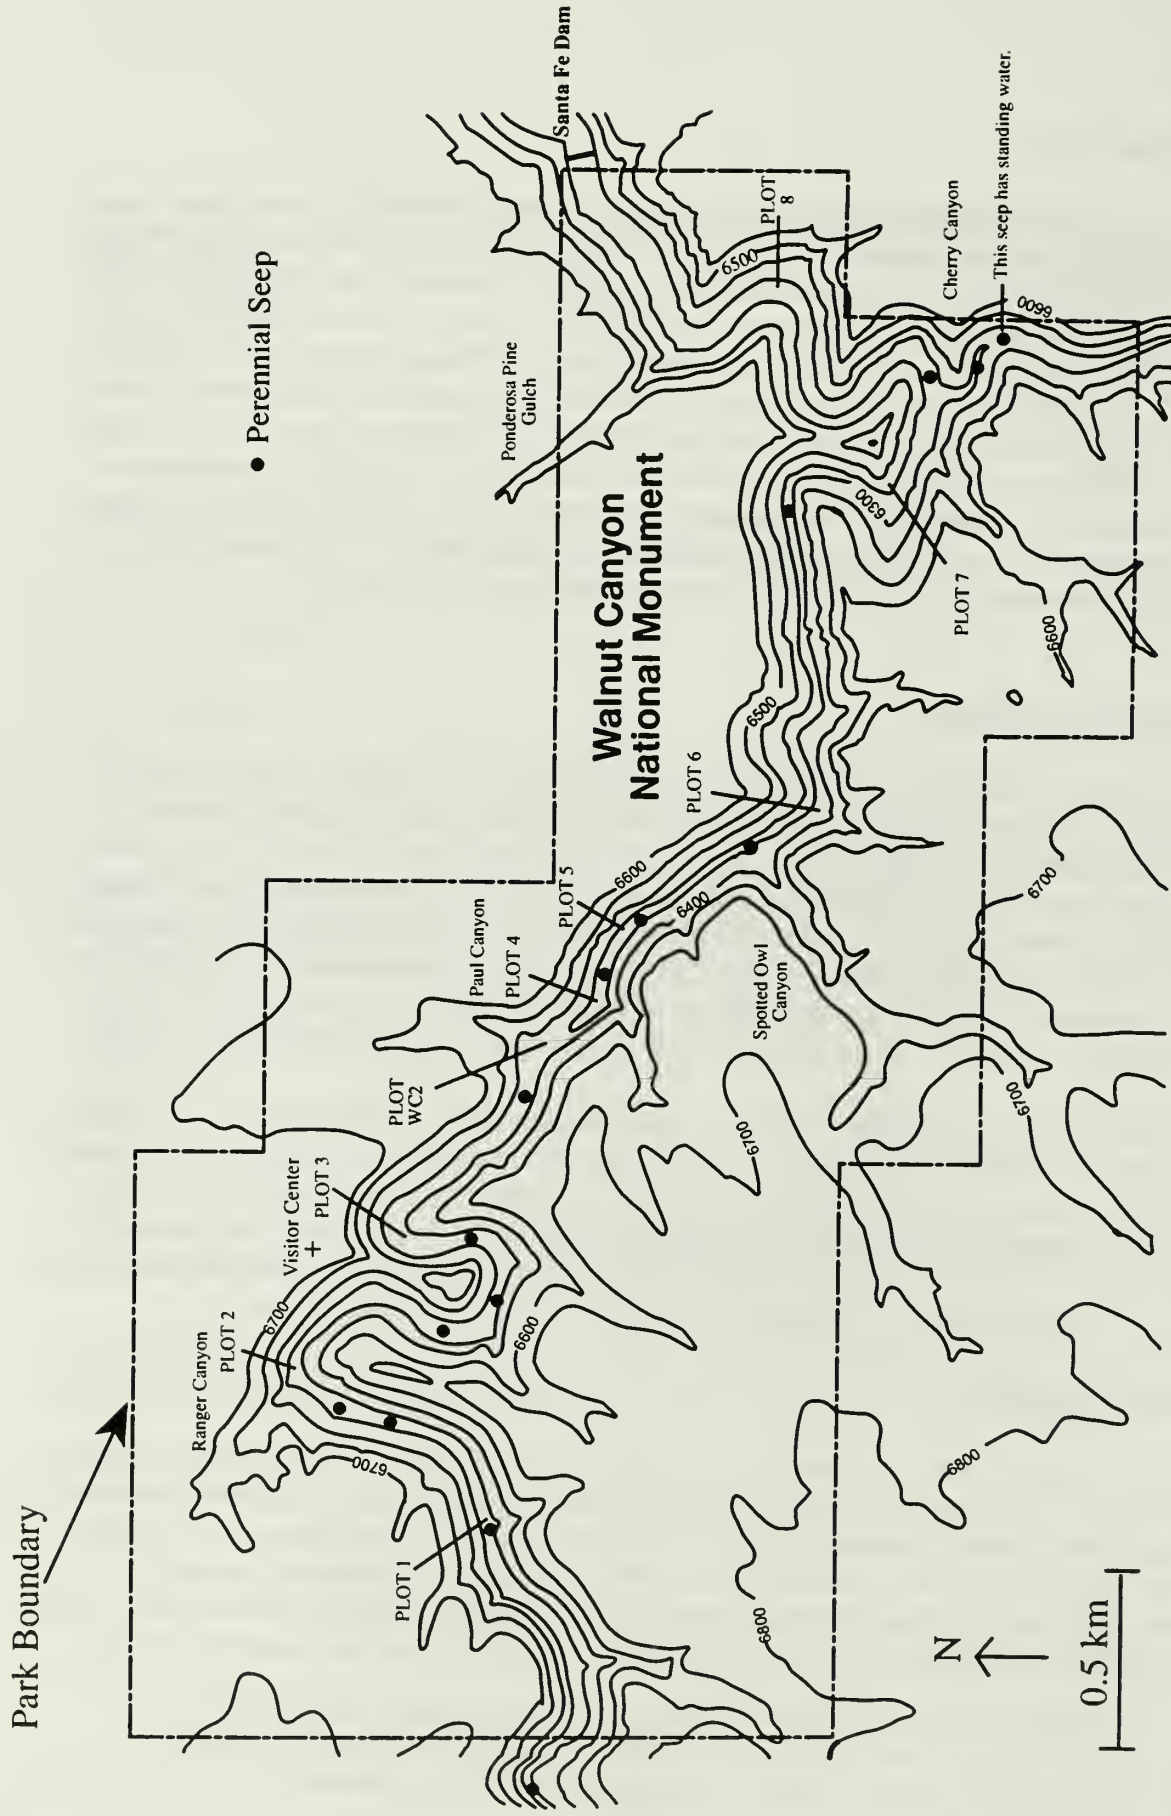 Park Boundary
• Perennial Seep
Santa Fe Dam
Ponderosa Pine
Gulch
Ranger Canyon
PLOT 2
6700
Visitor Center
+
PLOT 3
PLOT
WC2
Paul Canyon
PLOT 4
PLOT 5
6600
Walnut Canyon
National Monument
6500
PLOT
8
6700
PLOT 1
6400
PLOT 6
6500
6300
Cherry Canyon
This seep has standing water.
6600
PLOT 7
Spotted Owl
Canyon
6600
6700
6600
6700
6700
6800
6800
N
0.5 km